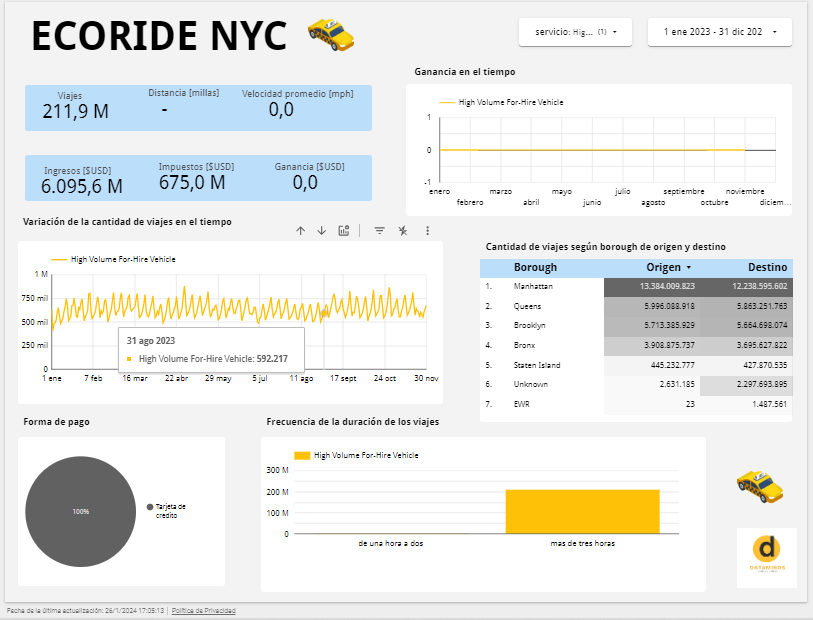 ECORIDE NYC
servicio: Hig... (1)
1 ene 2023 - 31 dic 202
Viajes
211,9 M
Distancia [millas]
-
Velocidad promedio [mph]
0,0
Ingresos [$USD]
6.095,6 M
Impuestos [$USD]
675,0 M
Ganancia [$USD]
0,0
Ganancia en el tiempo
High Volume For-Hire Vehicle
1
0
-1
enero
febrero
marzo
abril
mayo
junio
julio
agosto
septiembre
octubre
noviembre
diciem...
Variación de la cantidad de viajes en el tiempo
High Volume For-Hire Vehicle
1 M
750 mil
500 mil
250 mil
0
31 ago 2023
High Volume For-Hire Vehicle: 592.217
1 ene 7 feb 16 mar 22 abr 29 may 5 jul 11 ago 17 sept 24 oct 30 nov
Cantidad de viajes según borough de origen y destino
Borough Origen Destino
1. Manhattan 13.384.009.823 12.238.595.602
2. Queens 5.996.088.918 5.863.251.763
3. Brooklyn 5.713.385.929 5.664.698.074
4. Bronx 3.908.875.737 3.695.627.822
5. Staten Island 445.232.777 427.870.535
6. Unknown 2.631.185 2.297.693.895
7. EWR 23 1.487.561
Forma de pago
100%
Tarjeta de
credito
Frecuencia de la duración de los viajes
High Volume For-Hire Vehicle
300 M
200 M
100 M
0
de una hora a dos
mas de tres horas
d
DATAMINDS
Fecha de la última actualización: 26/1/2024 17:05:13 | Política de Privacidad